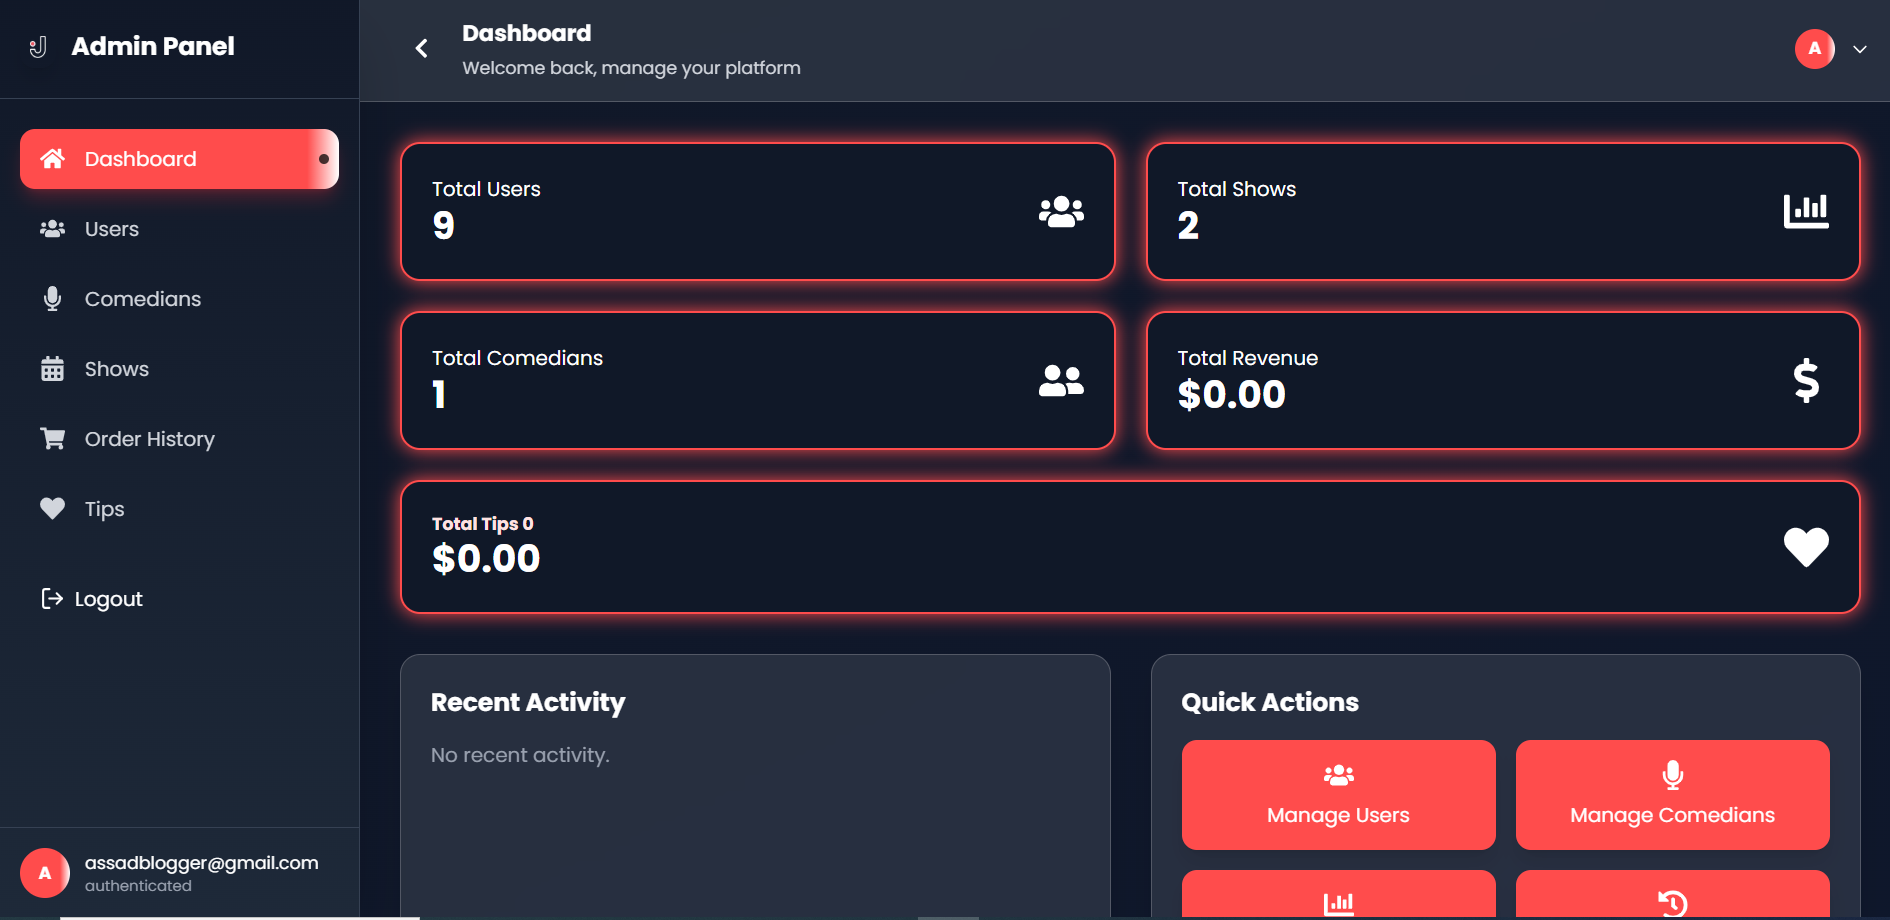 Admin Panel
Dashboard
Users
Comedians
Shows
Order History
Tips
Logout
A
assadblogger@gmail.com
authenticated
Dashboard
Welcome back, manage your platform
A
Total Users
9
Total Shows
2
Total Comedians
1
Total Revenue
$0.00
Total Tips 0
$0.00
Recent Activity
No recent activity.
Quick Actions
Manage Users
Manage Comedians